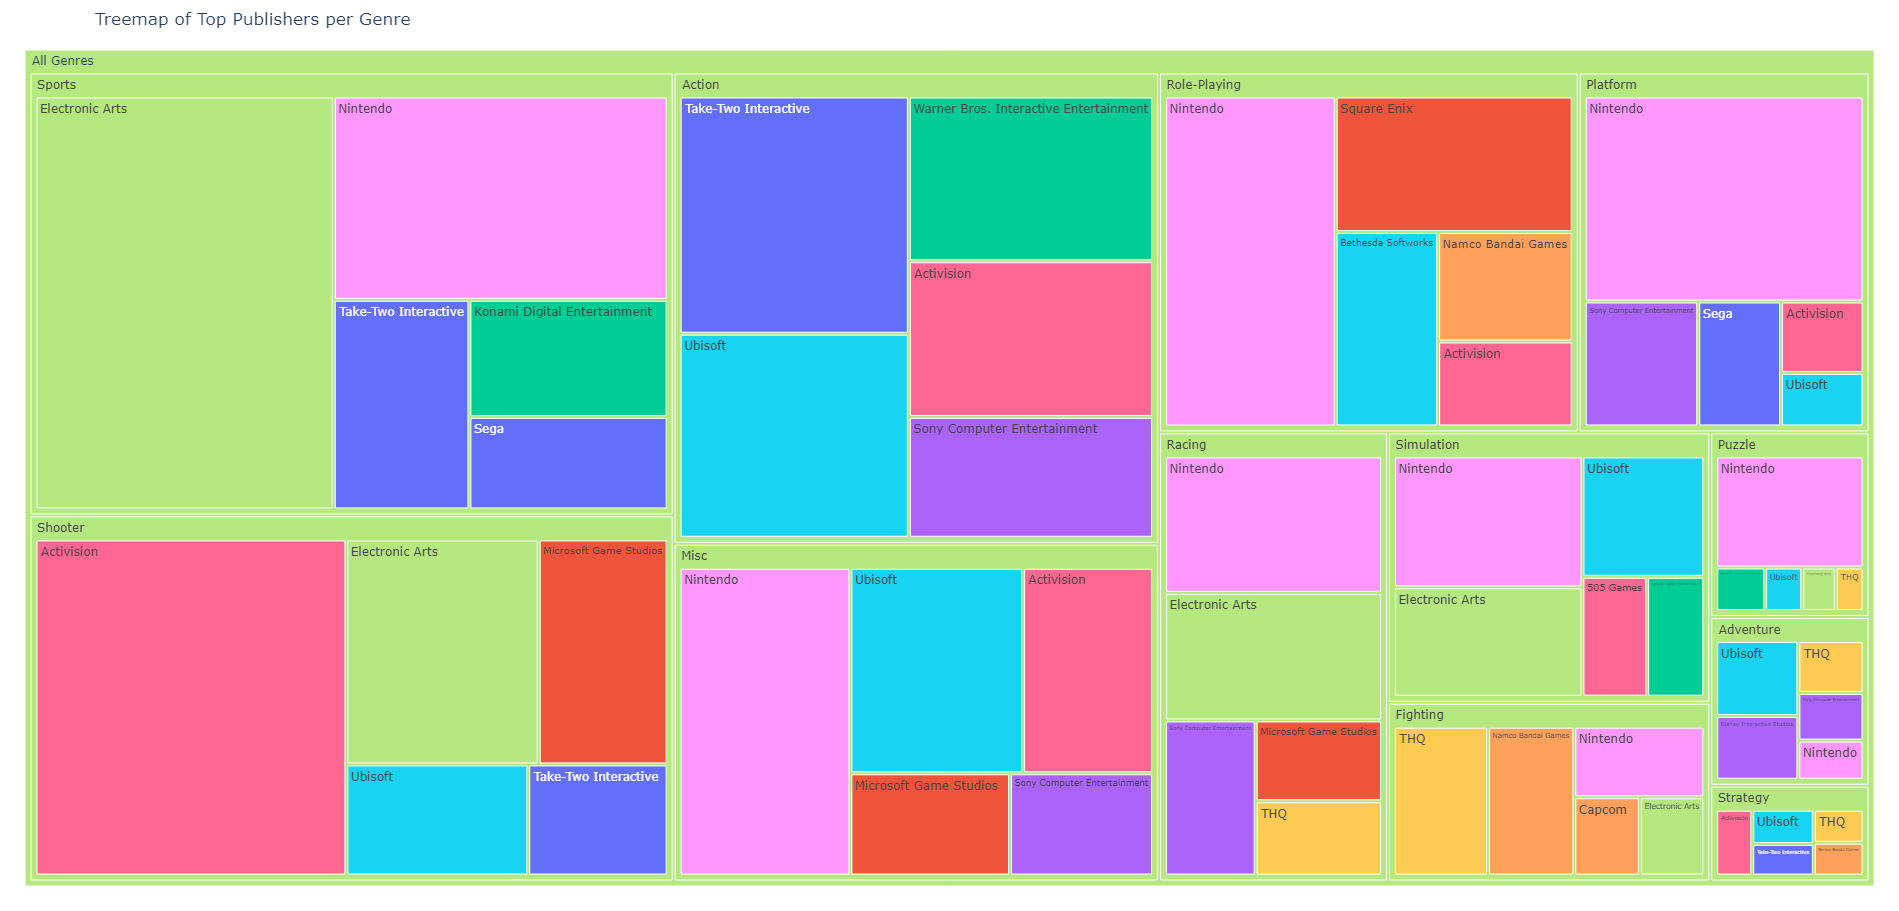 Treemap of Top Publishers per Genre
All Genres
Sports
Electronic Arts
Nintendo
Take-Two Interactive
Konami Digital Entertainment
Sega
Shooter
Activision
Electronic Arts
Microsoft Game Studios
Ubisoft
Take-Two Interactive
Action
Take-Two Interactive
Warner Bros. Interactive Entertainment
Ubisoft
Activision
Sony Computer Entertainment
Misc
Nintendo
Ubisoft
Activision
Microsoft Game Studios
Sony Computer Entertainment
Role-Playing
Nintendo
Square Enix
Bethesda Softworks
Namco Bandai Games
Activision
Platform
Nintendo
Sony Computer Entertainment
Sega
Activision
Ubisoft
Racing
Nintendo
Electronic Arts
Sony Computer Entertainment
Microsoft Game Studios
THQ
Simulation
Nintendo
Ubisoft
Electronic Arts
505 Games
Fighting
THQ
Namco Bandai Games
Nintendo
Capcom
Electronic Arts
Puzzle
Nintendo
Ubisoft
Electronic Arts
THQ
Adventure
Ubisoft
THQ
Disney Interactive Studios
Sony Computer Entertainment
Nintendo
Strategy
Activision
Ubisoft
Take-Two Interactive
THQ
Namco Bandai Games